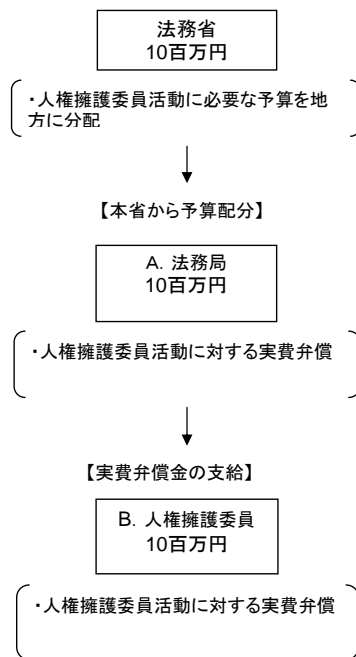 法務省
10百万円
・人権擁護委員活動に必要な予算を地
方に分配
【本省から予算配分】
A. 法務局
10百万円
・人権擁護委員活動に対する実費弁償
【実費弁償金の支給】
B. 人権擁護委員
10百万円
・人権擁護委員活動に対する実費弁償